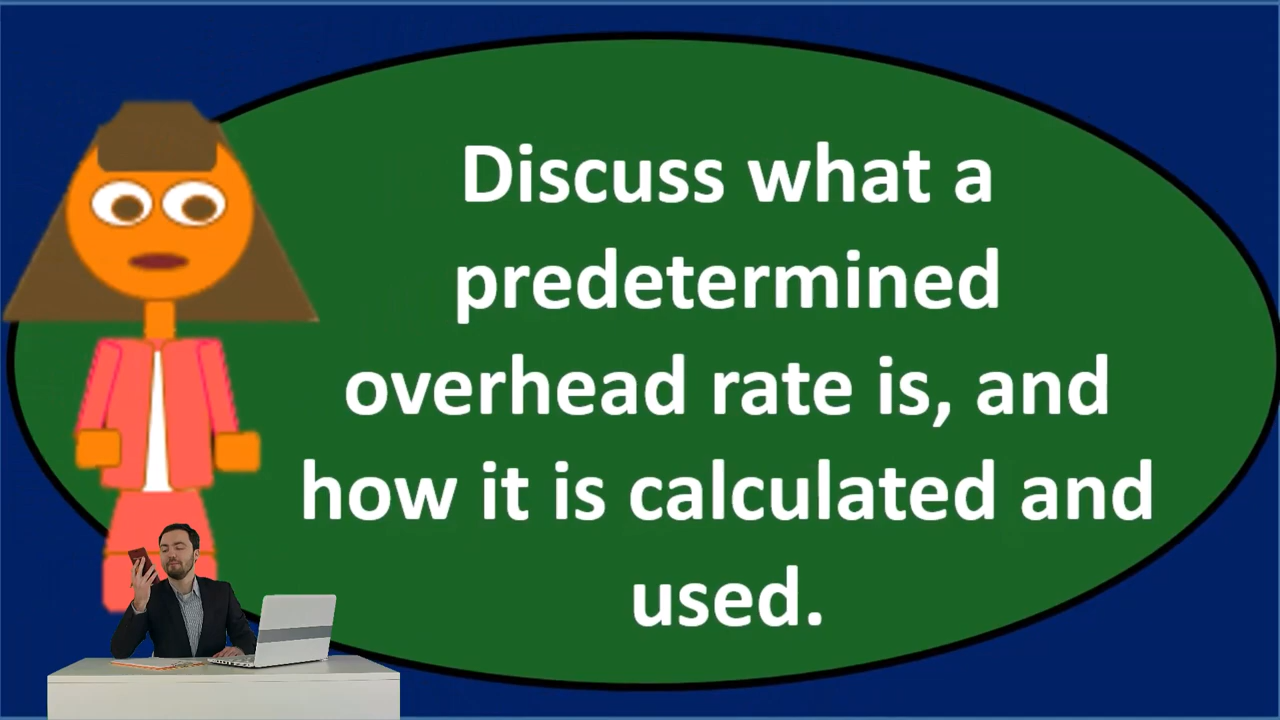 Discuss what a
predetermined
overhead rate is, and
how it is calculated and
used.